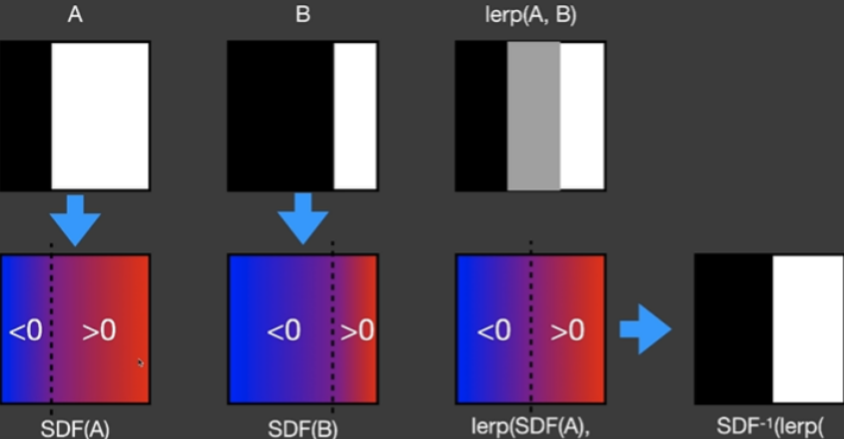 A
B
lerp(A, B)
<0
>0
<0
>0
<0
>0
SDF(A)
SDF(B)
lerp(SDF(A),
SDF⁻¹(lerp(